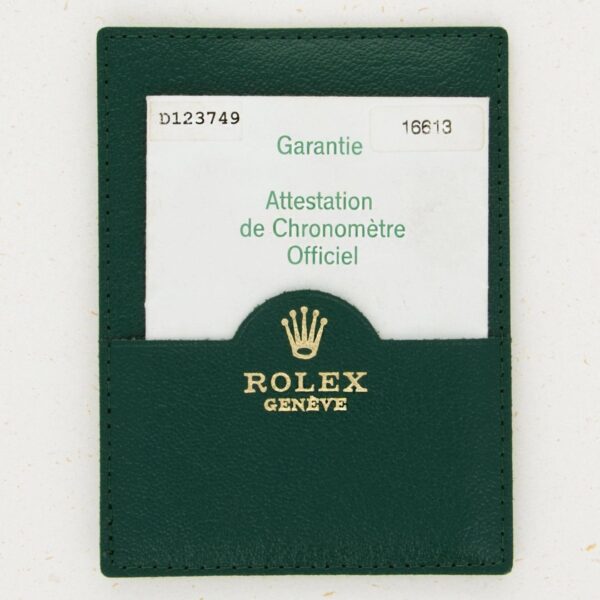 D123749
16613
Garantie
Attestation
de Chronomètre
Officiel
ROLEX
GENÈVE